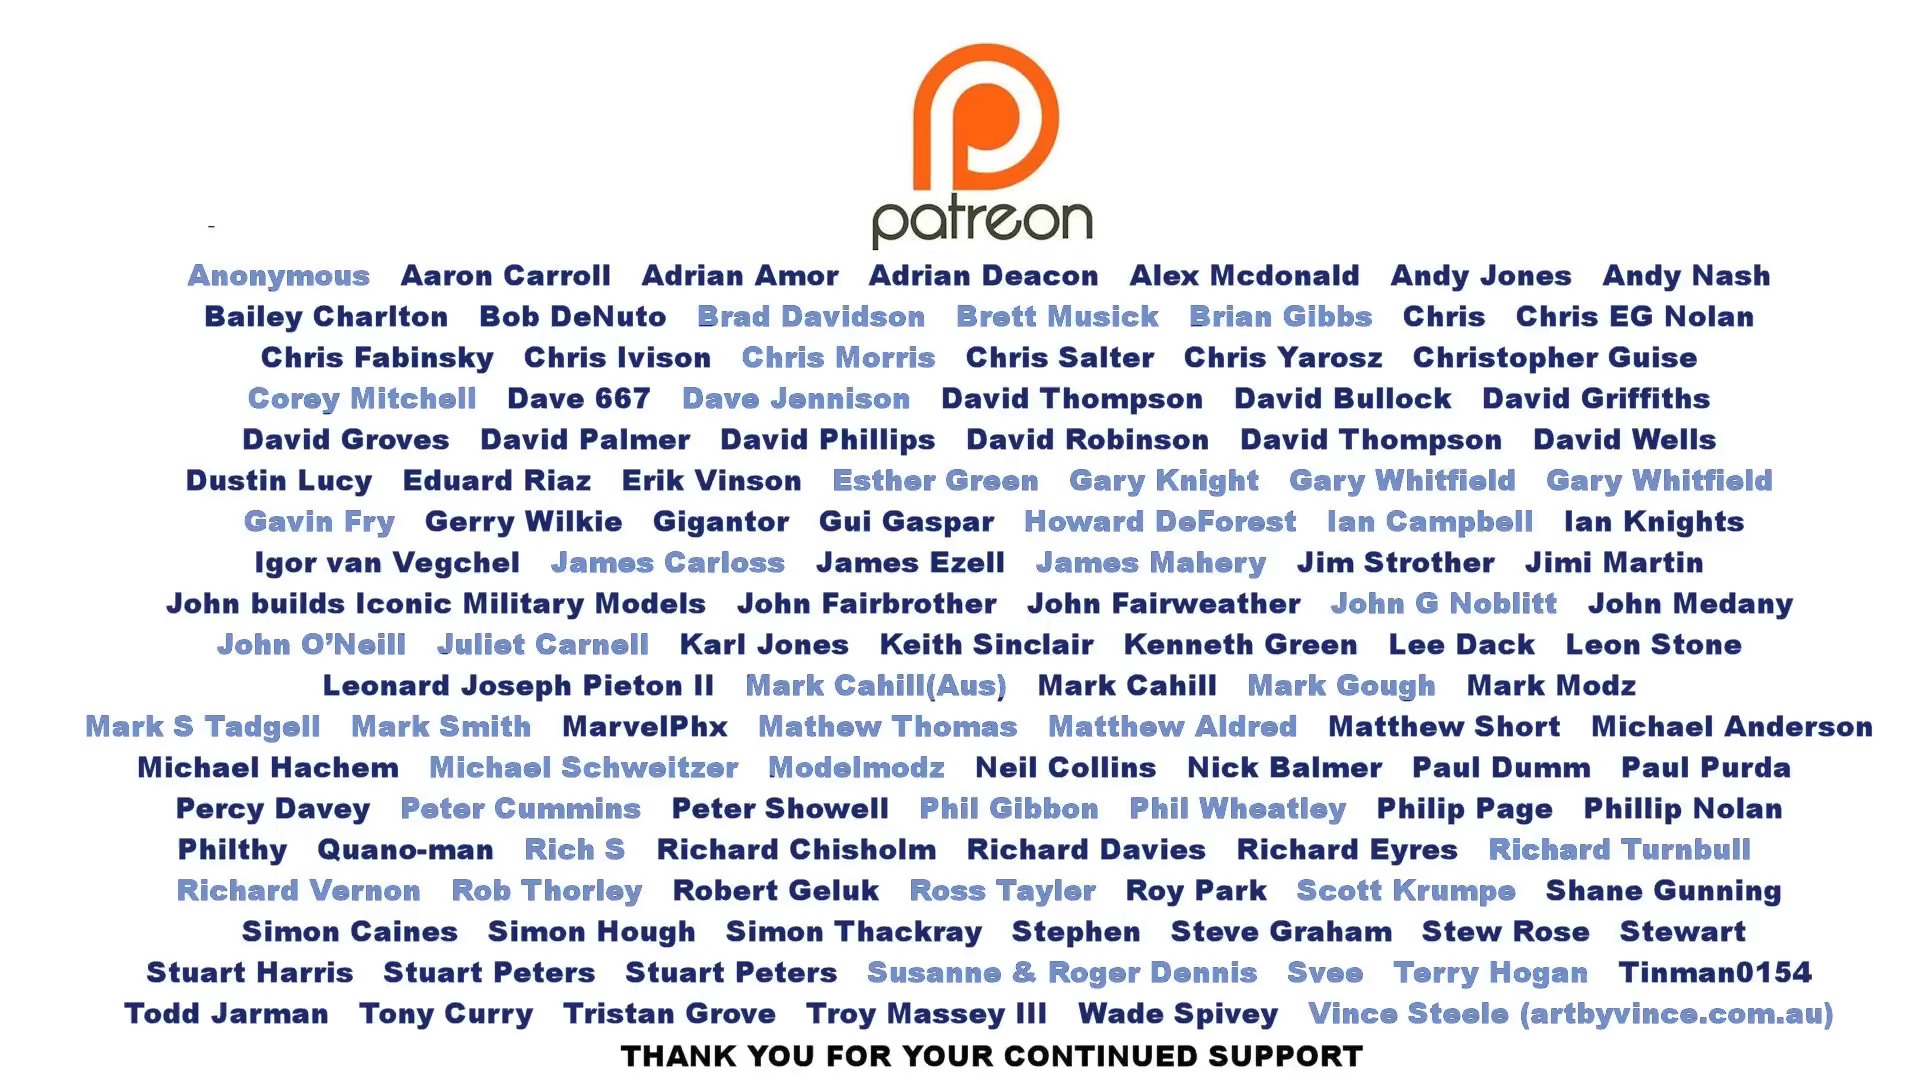 patreon
-
Anonymous Aaron Carroll Adrian Amor Adrian Deacon Alex Mcdonald Andy Jones Andy Nash
Bailey Charlton Bob DeNuto Brad Davidson Brett Musick Brian Gibbs Chris Chris EG Nolan
Chris Fabinsky Chris Ivison Chris Morris Chris Salter Chris Yarosz Christopher Guise
Corey Mitchell Dave 667 Dave Jennison David Thompson David Bullock David Griffiths
David Groves David Palmer David Phillips David Robinson David Thompson David Wells
Dustin Lucy Eduard Riaz Erik Vinson Esther Green Gary Knight Gary Whitfield Gary Whitfield
Gavin Fry Gerry Wilkie Gigantor Gui Gaspar Howard DeForest Ian Campbell Ian Knights
Igor van Vegchel James Carloss James Ezell James Mahery Jim Strother Jimi Martin
John builds Iconic Military Models John Fairbrother John Fairweather John G Noblitt John Medany
John O’Neill Juliet Carnell Karl Jones Keith Sinclair Kenneth Green Lee Dack Leon Stone
Leonard Joseph Pieton II Mark Cahill(Aus) Mark Cahill Mark Gough Mark Modz
Mark S Tadgell Mark Smith MarvelPhx Mathew Thomas Matthew Aldred Matthew Short Michael Anderson
Michael Hachem Michael Schweitzer Modelmodz Neil Collins Nick Balmer Paul Dumm Paul Purda
Percy Davey Peter Cummins Peter Showell Phil Gibbon Phil Wheatley Philip Page Phillip Nolan
Philthy Quano-man Rich S Richard Chisholm Richard Davies Richard Eyres Richard Turnbull
Richard Vernon Rob Thorley Robert Geluk Ross Tayler Roy Park Scott Krumpe Shane Gunning
Simon Caines Simon Hough Simon Thackray Stephen Steve Graham Stew Rose Stewart
Stuart Harris Stuart Peters Stuart Peters Susanne & Roger Dennis Svee Terry Hogan Tinman0154
Todd Jarman Tony Curry Tristan Grove Troy Massey III Wade Spivey Vince Steele (artbyvince.com.au)
THANK YOU FOR YOUR CONTINUED SUPPORT